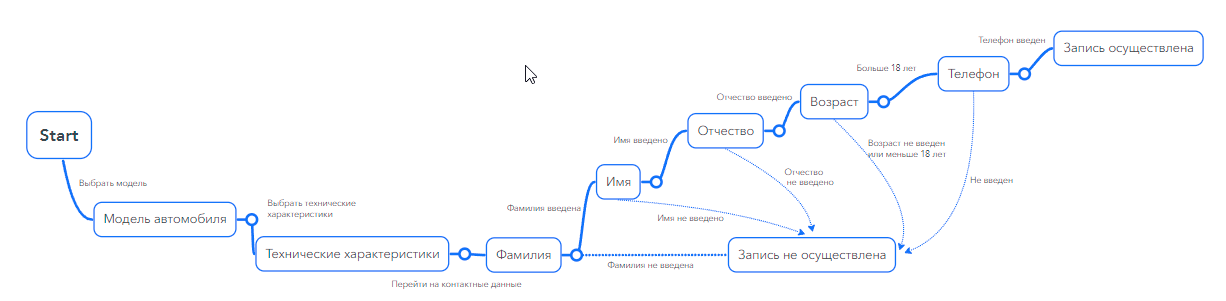 Start
Выбрать модель
Модель автомобиля
Выбрать технические
характеристики
Технические характеристики
Перейти на контактные данные
Фамилия
Фамилия введена
Фамилия не введена
Имя
Имя введено
Имя не введено
Отчество
Отчество введено
Отчество
не введено
Возраст
Больше 18 лет
Возраст не введен
или меньше 18 лет
Телефон
Телефон введен
Не введен
Запись осуществлена
Запись не осуществлена